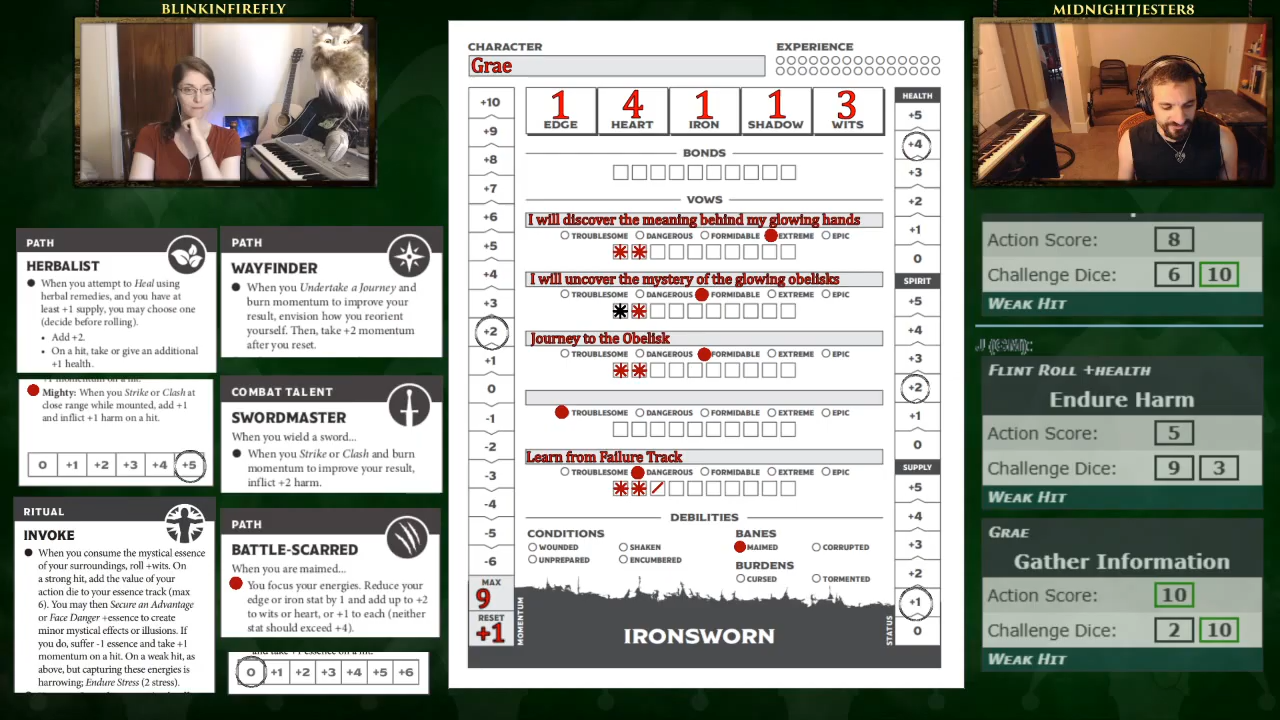 BLINKINFIREFLY
MIDNIGHTJESTER8
CHARACTER
Grae
EXPERIENCE
1 EDGE
4 HEART
1 IRON
1 SHADOW
3 WITS
+10
+9
+8
+7
+6
+5
+4
+3
+2
+1
0
-1
-2
-3
-4
-5
-6
MAX
9
RESET
+1
MOMENTUM
BONDS
VOWS
I will discover the meaning behind my glowing hands
TROUBLESOME DANGEROUS FORMIDABLE EXTREME EPIC
I will uncover the mystery of the glowing obelisks
TROUBLESOME DANGEROUS FORMIDABLE EXTREME EPIC
Journey to the Obelisk
TROUBLESOME DANGEROUS FORMIDABLE EXTREME EPIC
TROUBLESOME DANGEROUS FORMIDABLE EXTREME EPIC
Learn from Failure Track
TROUBLESOME DANGEROUS FORMIDABLE EXTREME EPIC
DEBILITIES
CONDITIONS
WOUNDED SHAKEN
UNPREPARED ENCUMBERED
BANES
MAIMED CORRUPTED
BURDENS
CURSED TORMENTED
IRONSWORN
HEALTH
+5
+4
+3
+2
+1
0
SPIRIT
+5
+4
+3
+2
+1
0
SUPPLY
+5
+4
+3
+2
+1
0
STATUS
PATH
HERBALIST
When you attempt to Heal using
herbal remedies, and you have at
least +1 supply, you may choose one
(decide before rolling).
• Add +2.
• On a hit, take or give an additional
+1 health.
PATH
WAYFINDER
When you Undertake a Journey and
burn momentum to improve your
result, envision how you reorient
yourself. Then, take +2 momentum
after you reset.
+1 momentum on a hit.
Mighty: When you Strike or Clash at
close range while mounted, add +1
and inflict +1 harm on a hit.
0 +1 +2 +3 +4 +5
COMBAT TALENT
SWORDMASTER
When you wield a sword...
When you Strike or Clash and burn
momentum to improve your result,
inflict +2 harm.
RITUAL
INVOKE
When you consume the mystical essence
of your surroundings, roll +wits. On
a strong hit, add the value of your
action die to your essence track (max
6). You may then Secure an Advantage
or Face Danger +essence to create
minor mystical effects or illusions. If
you do, suffer -1 essence and take +1
momentum on a hit. On a weak hit, as
above, but capturing these energies is
harrowing; Endure Stress (2 stress).
PATH
BATTLE-SCARRED
When you are maimed...
You focus your energies. Reduce your
edge or iron stat by 1 and add up to +2
to wits or heart, or +1 to each (neither
stat should exceed +4).
and take +1 essence on a hit.
0 +1 +2 +3 +4 +5 +6
Action Score: 8
Challenge Dice: 6 10
WEAK HIT
FLINT ROLL +HEALTH
Endure Harm
Action Score: 5
Challenge Dice: 9 3
WEAK HIT
GRAE
Gather Information
Action Score: 10
Challenge Dice: 2 10
WEAK HIT